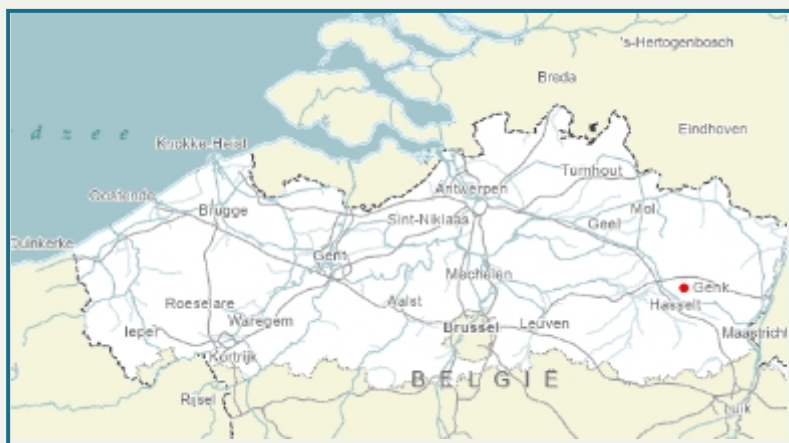 's-Hertogenbosch
Breda
d z e e
Eindhoven
Knokke-Heist
Turnhout
Antwerpen
Oostende
Mol
Brugge
Sint-Niklaas
Geel
Duinkerke
Gent
Mechelen
Genk
Roeselare
Aalst
Hasselt
Waregem
Brussel
Leuven
Ieper
Maastricht
Kortrijk
BELGIË
Rijsel
Luik